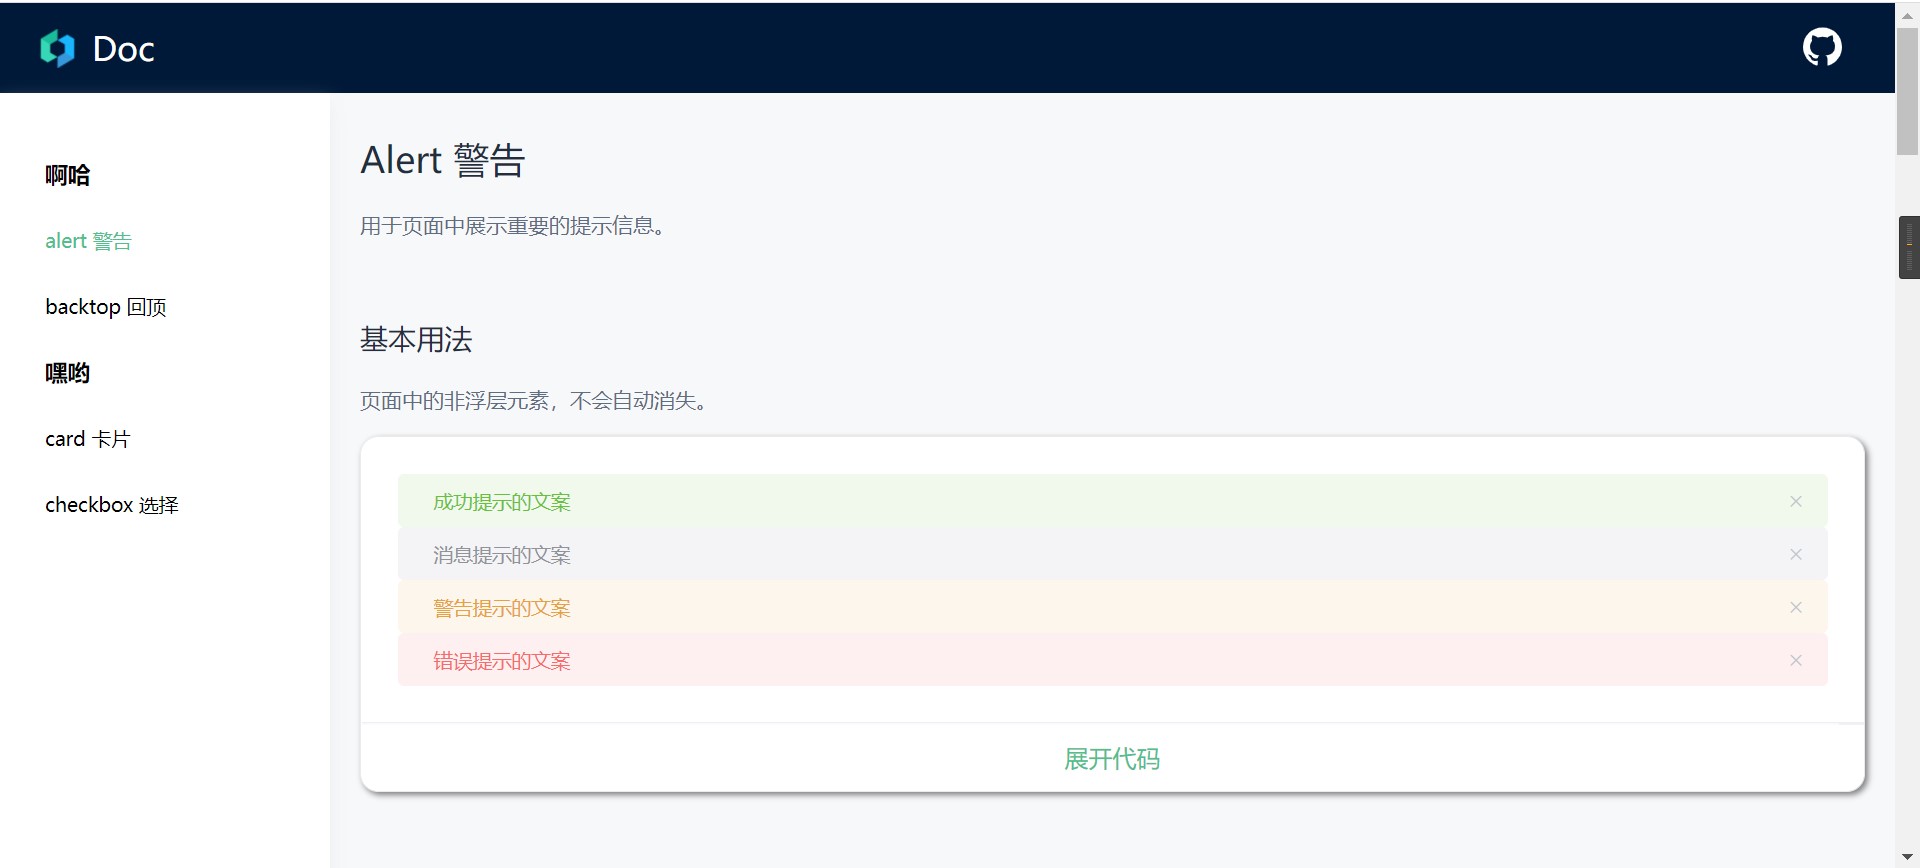 Doc
啊哈
alert 警告
backtop 回顶
嘿哟
card 卡片
checkbox 选择
Alert 警告
用于页面中展示重要的提示信息。
基本用法
页面中的非浮层元素，不会自动消失。
成功提示的文案
消息提示的文案
警告提示的文案
错误提示的文案
展开代码